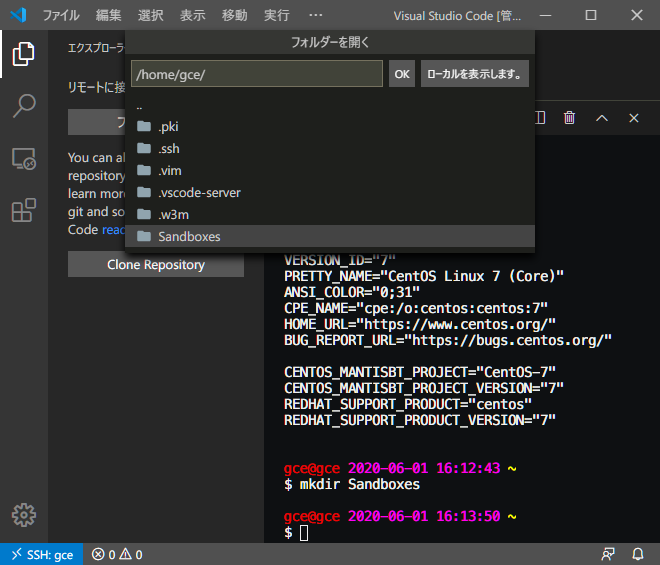 ファイル 編集 選択 表示 移動 実行 ··· Visual Studio Code [管
エクスプローラ
フォルダーを開く
/home/gce/
OK
ローカルを表示します。
..
.pki
.ssh
.vim
.vscode-server
.w3m
Sandboxes
リモートに接
フ
You can al
repository
learn more
git and so
Code read
Clone Repository
VERSION_ID="7"
PRETTY_NAME="CentOS Linux 7 (Core)"
ANSI_COLOR="0;31"
CPE_NAME="cpe:/o:centos:centos:7"
HOME_URL="https://www.centos.org/"
BUG_REPORT_URL="https://bugs.centos.org/"
CENTOS_MANTISBT_PROJECT="CentOS-7"
CENTOS_MANTISBT_PROJECT_VERSION="7"
REDHAT_SUPPORT_PRODUCT="centos"
REDHAT_SUPPORT_PRODUCT_VERSION="7"
gce@gce 2020-06-01 16:12:43 ~
$ mkdir Sandboxes
gce@gce 2020-06-01 16:13:50 ~
$
SSH: gce 0 0